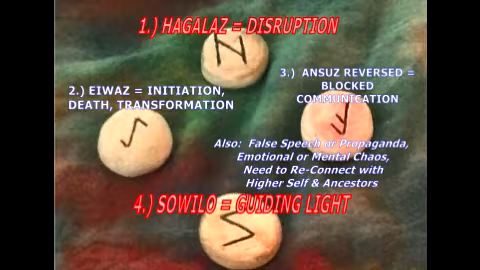 1.) HAGALAZ = DISRUPTION
2.) EIWAZ = INITIATION,
DEATH, TRANSFORMATION
3.)  ANSUZ REVERSED =
BLOCKED
COMMUNICATION
Also:  False Speech or Propaganda,
Emotional or Mental Chaos,
Need to Re-Connect with
Higher Self & Ancestors
4.) SOWILO = GUIDING LIGHT